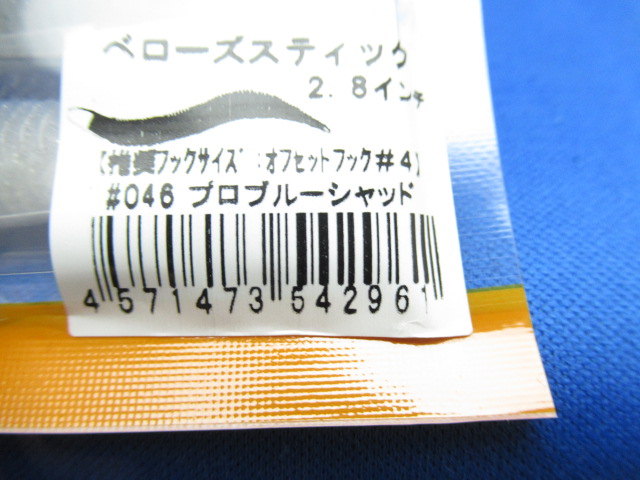 ベローズスティック
2.8インチ
(推奨フックサイズ:オフセットフック#4)
#046 プロブルーシャッド
4 571473 542961